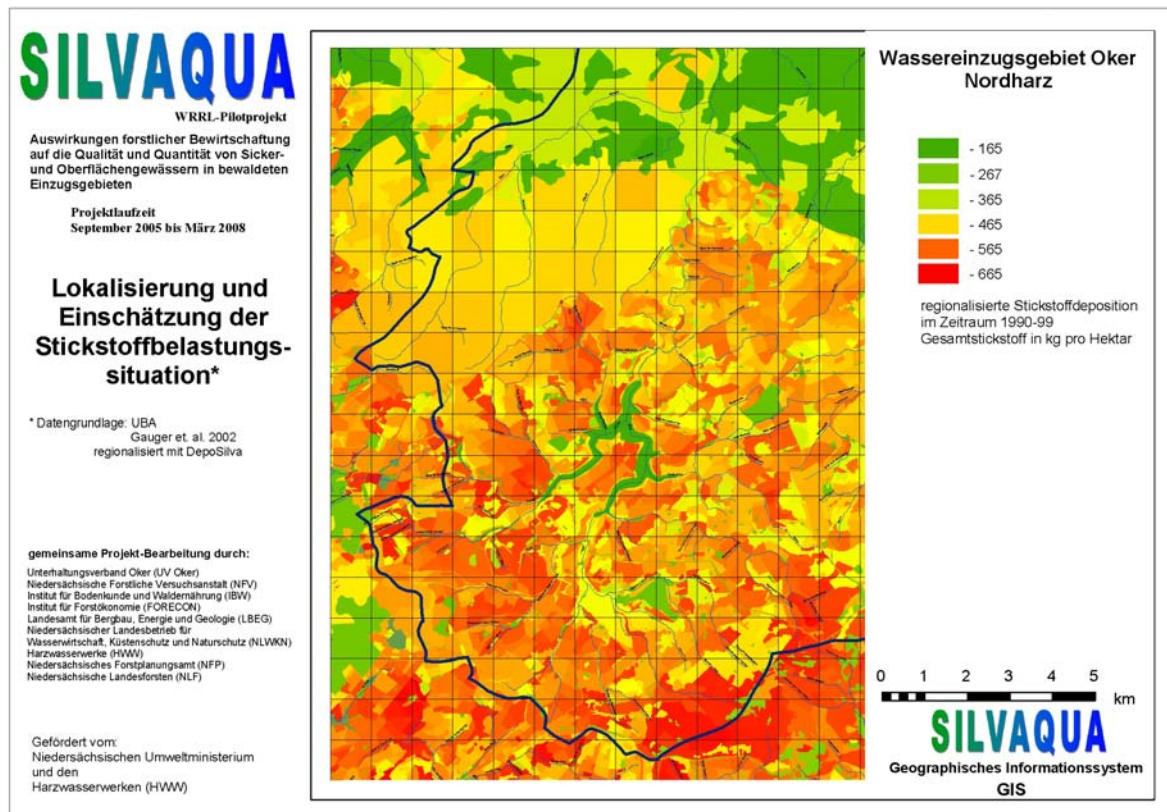 SILVAQUA
WRRL-Pilotprojekt
Auswirkungen forstlicher Bewirtschaftung
auf die Qualität und Quantität von Sicker-
und Oberflächengewässern in bewaldeten
Einzugsgebieten
Projektlaufzeit
September 2005 bis März 2008
Lokalisierung und
Einschätzung der
Stickstoffbelastungs-
situation*
* Datengrundlage: UBA
Gauger et. al. 2002
regionalisiert mit DepoSilva
gemeinsame Projekt-Bearbeitung durch:
Unterhaltungsverband Oker (UV Oker)
Niedersächsische Forstliche Versuchsanstalt (NFV)
Institut für Bodenkunde und Waldernährung (IBW)
Institut für Forstökonomie (FORECON)
Landesamt für Bergbau, Energie und Geologie (LBEG)
Niedersächsischer Landesbetrieb für
Wasserwirtschaft, Küstenschutz und Naturschutz (NLWKN)
Harzwasserwerke (HWW)
Niedersächsisches Forstplanungsamt (NFP)
Niedersächsische Landesforsten (NLF)
Gefördert vom:
Niedersächsischen Umweltministerium
und den
Harzwasserwerken (HWW)
Wassereinzugsgebiet Oker
Nordharz
- 165
- 267
- 365
- 465
- 565
- 665
regionalisierte Stickstoffdeposition
im Zeitraum 1990-99
Gesamtstickstoff in kg pro Hektar
0 1 2 3 4 5
km
SILVAQUA
Geographisches Informationssystem
GIS